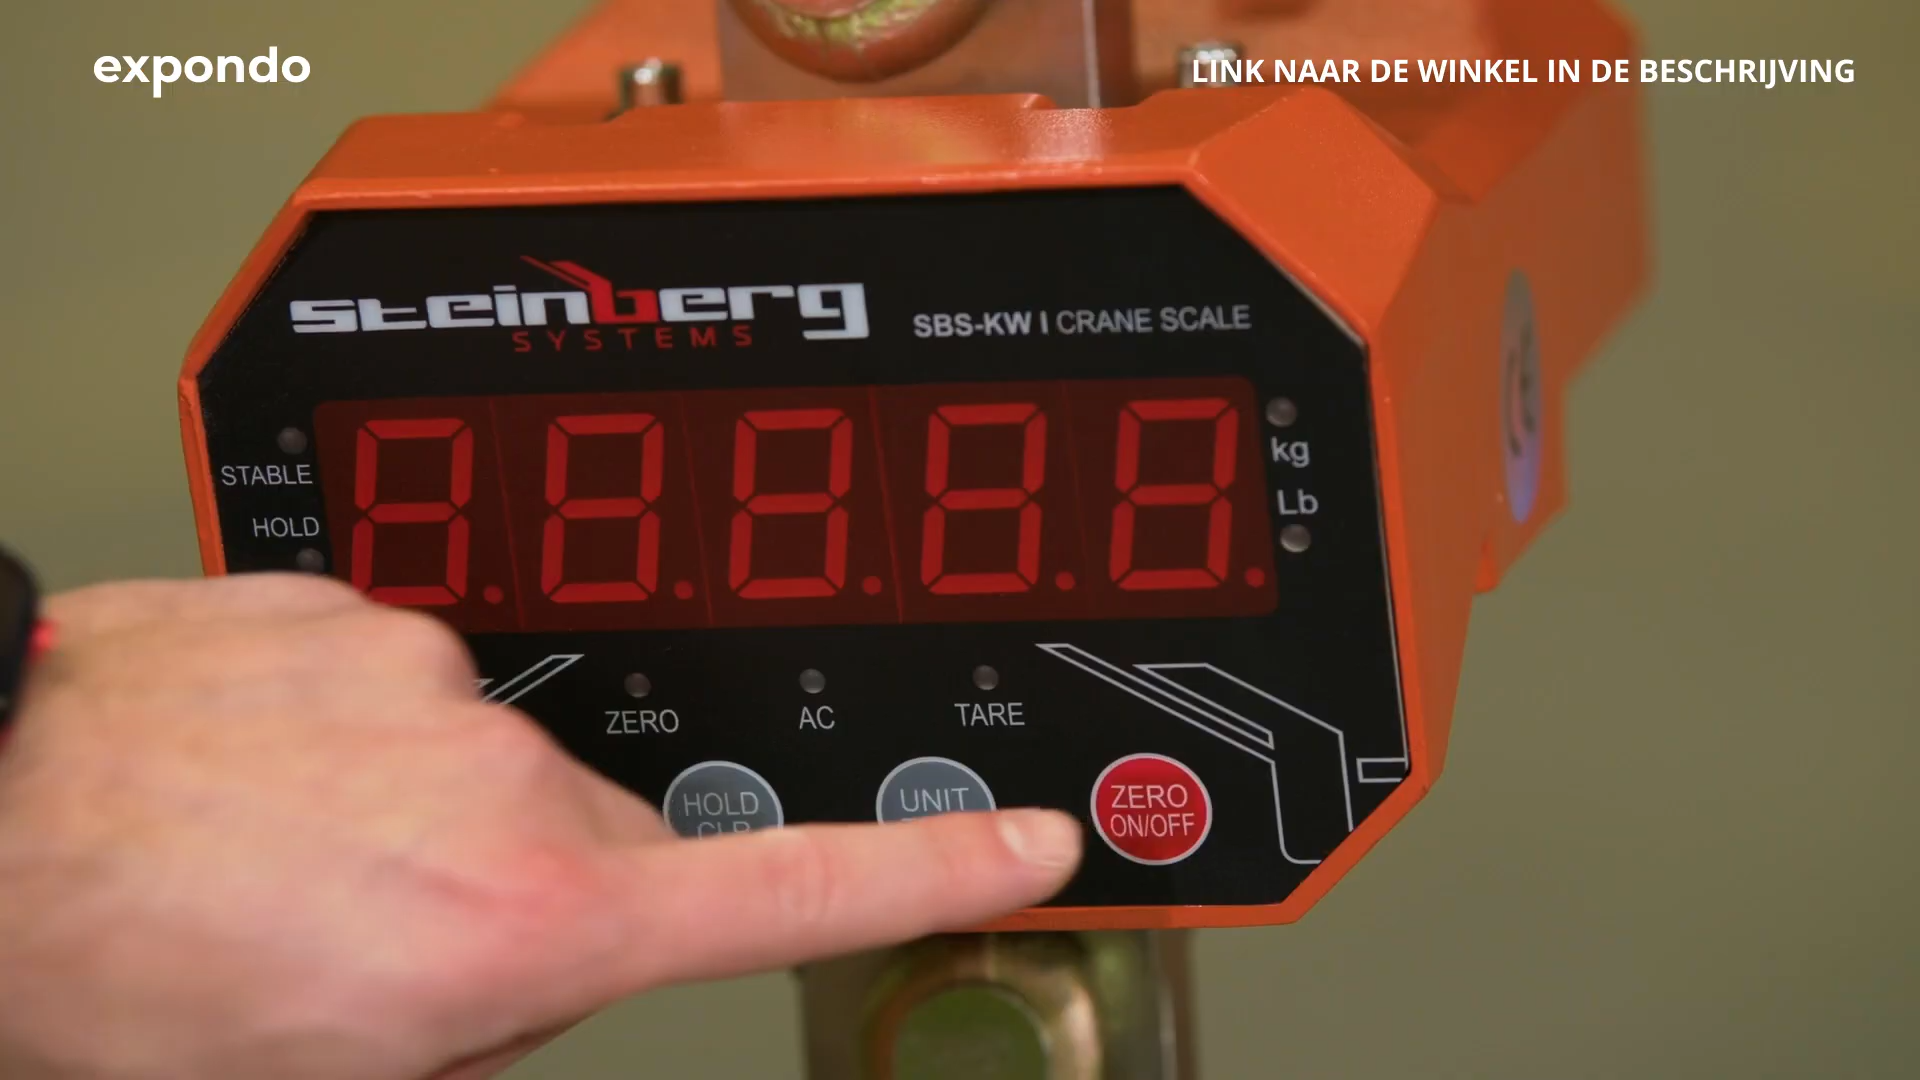 expondo
LINK NAAR DE WINKEL IN DE BESCHRIJVING
steinberg
SYSTEMS
SBS-KW I CRANE SCALE
STABLE
HOLD
kg
Lb
ZERO
AC
TARE
HOLD
CLR
UNIT
ZERO
ON/OFF